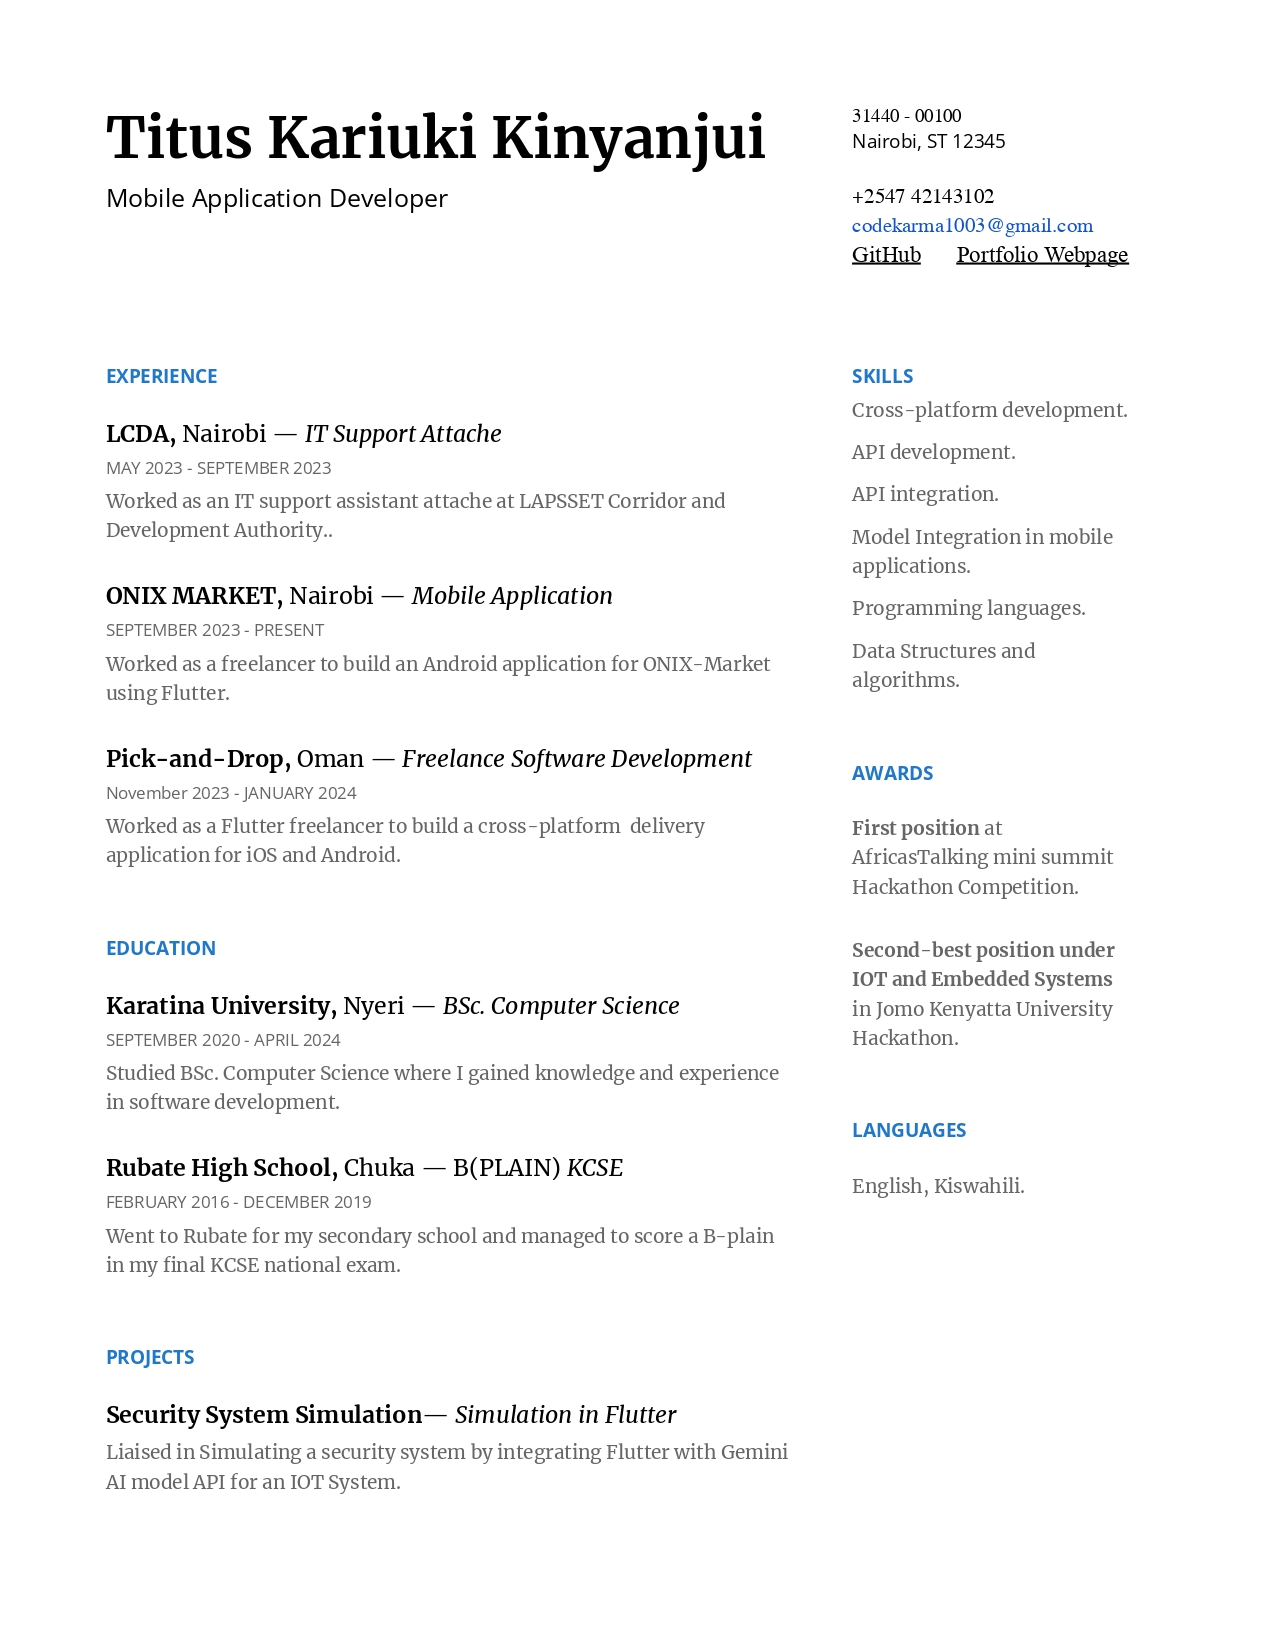 Titus Kariuki Kinyanjui
Mobile Application Developer
31440 - 00100
Nairobi, ST 12345
+2547 42143102
codekarma1003@gmail.com
GitHub Portfolio Webpage
EXPERIENCE
LCDA, Nairobi — IT Support Attache
MAY 2023 - SEPTEMBER 2023
Worked as an IT support assistant attache at LAPSSET Corridor and
Development Authority..
ONIX MARKET, Nairobi — Mobile Application
SEPTEMBER 2023 - PRESENT
Worked as a freelancer to build an Android application for ONIX-Market
using Flutter.
Pick-and-Drop, Oman — Freelance Software Development
November 2023 - JANUARY 2024
Worked as a Flutter freelancer to build a cross-platform  delivery
application for iOS and Android.
EDUCATION
Karatina University, Nyeri — BSc. Computer Science
SEPTEMBER 2020 - APRIL 2024
Studied BSc. Computer Science where I gained knowledge and experience
in software development.
Rubate High School, Chuka — B(PLAIN) KCSE
FEBRUARY 2016 - DECEMBER 2019
Went to Rubate for my secondary school and managed to score a B-plain
in my final KCSE national exam.
PROJECTS
Security System Simulation— Simulation in Flutter
Liaised in Simulating a security system by integrating Flutter with Gemini
AI model API for an IOT System.
SKILLS
Cross-platform development.
API development.
API integration.
Model Integration in mobile
applications.
Programming languages.
Data Structures and
algorithms.
AWARDS
First position at
AfricasTalking mini summit
Hackathon Competition.
Second-best position under
IOT and Embedded Systems
in Jomo Kenyatta University
Hackathon.
LANGUAGES
English, Kiswahili.